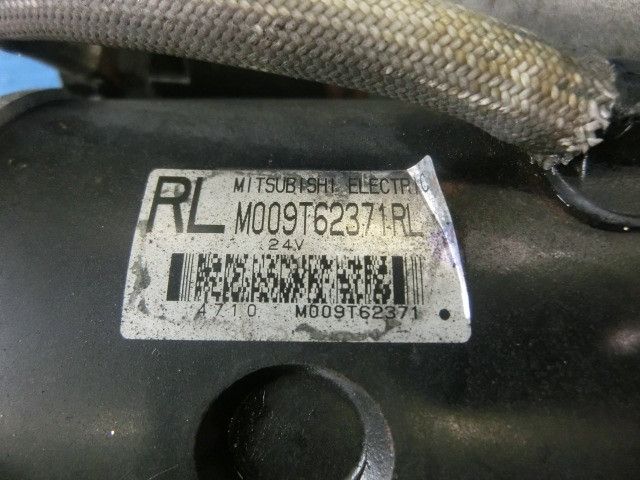 MITSUBISHI ELECTRIC
RL M009T62371RL
24V
4710 M009T62371